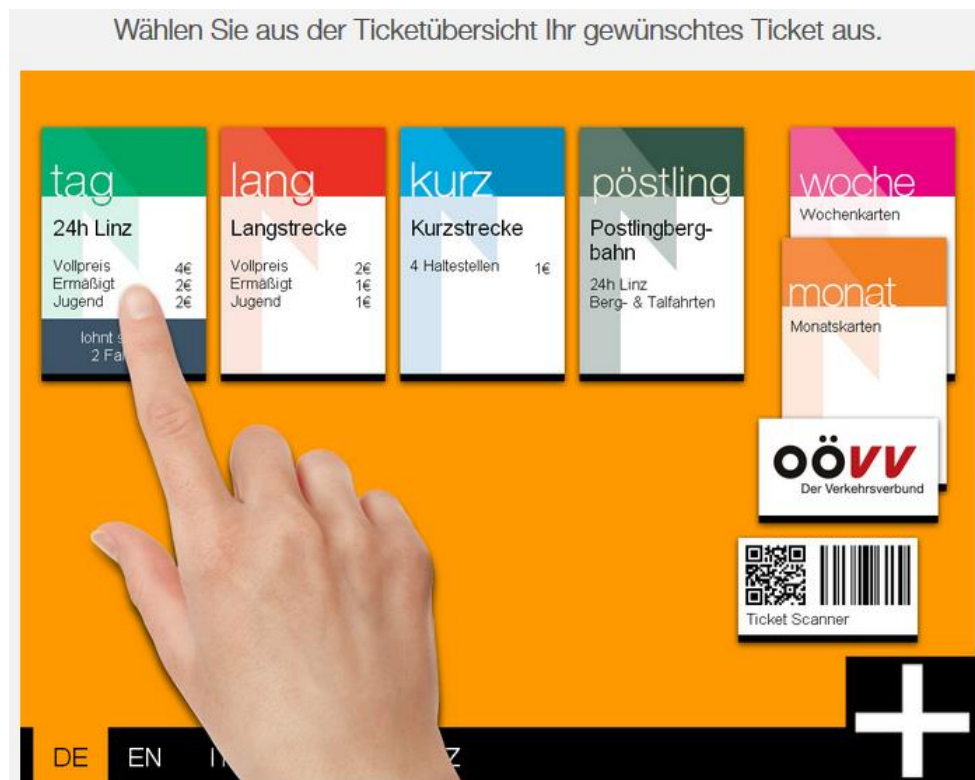 Wählen Sie aus der Ticketübersicht Ihr gewünschtes Ticket aus.
tag
24h Linz
Vollpreis 4€
Ermäßigt 2€
Jugend 2€
lohnt
2
lang
Langstrecke
Vollpreis 2€
Ermäßigt 1€
Jugend 1€
kurz
Kurzstrecke
4 Haltestellen 1€
pöstling
Postlingberg-
bahn
24h Linz
Berg- & Talfahrten
woche
Wochenkarten
monat
Monatskarten
OÖVV
Der Verkehrsverbund
Ticket Scanner
DE EN